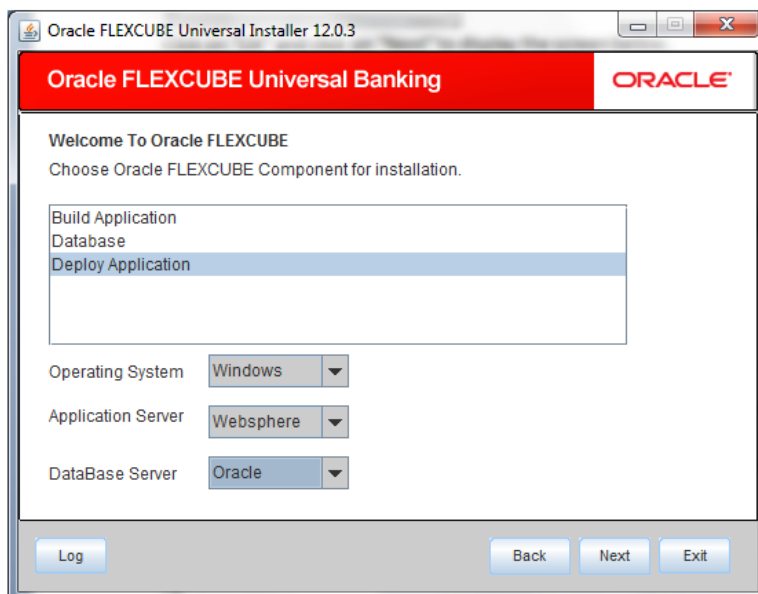 Oracle FLEXCUBE Universal Installer 12.0.3
Oracle FLEXCUBE Universal Banking
ORACLE
Welcome To Oracle FLEXCUBE
Choose Oracle FLEXCUBE Component for installation.
Build Application
Database
Deploy Application
Operating System Windows
Application Server Websphere
DataBase Server Oracle
Log Back Next Exit